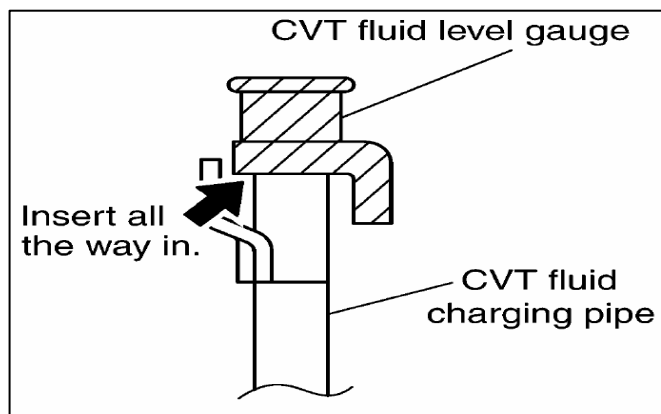 CVT fluid level gauge
Insert all
the way in.
CVT fluid
charging pipe